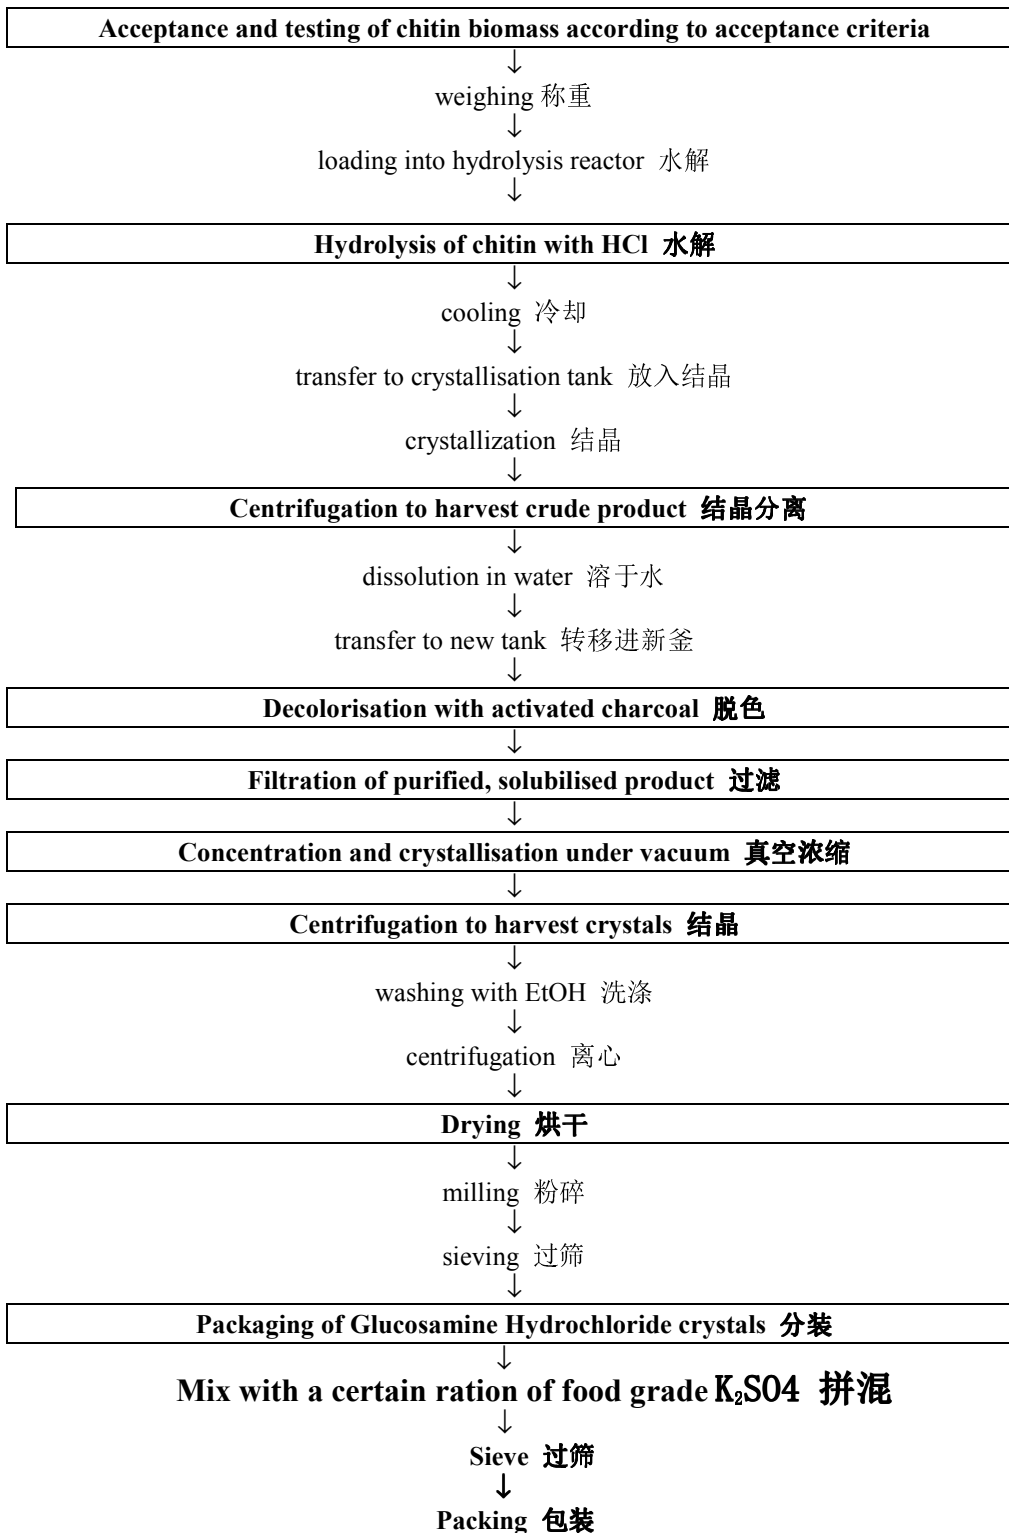 Acceptance and testing of chitin biomass according to acceptance criteria
↓
weighing 称重
↓
loading into hydrolysis reactor 水解
↓
Hydrolysis of chitin with HCl 水解
↓
cooling 冷却
↓
transfer to crystallisation tank 放入结晶
↓
crystallization 结晶
↓
Centrifugation to harvest crude product 结晶分离
↓
dissolution in water 溶于水
↓
transfer to new tank 转移进新釜
↓
Decolorisation with activated charcoal 脱色
↓
Filtration of purified, solubilised product 过滤
↓
Concentration and crystallisation under vacuum 真空浓缩
↓
Centrifugation to harvest crystals 结晶
↓
washing with EtOH 洗涤
↓
centrifugation 离心
↓
Drying 烘干
↓
milling 粉碎
↓
sieving 过筛
↓
Packaging of Glucosamine Hydrochloride crystals 分装
↓
Mix with a certain ration of food grade K₂SO4 拼混
↓
Sieve 过筛
↓
Packing 包装